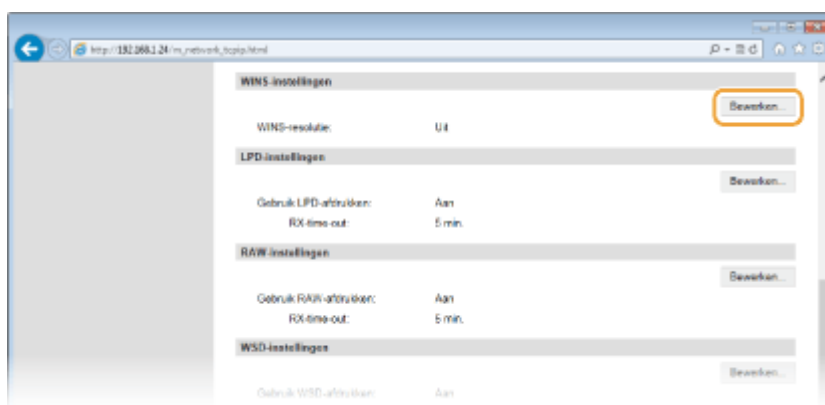 http://192.168.1.24/m_network_tcpip.html
WINS-instellingen
Bewerken...
WINS-resolutie: Uit
LPD-instellingen
Bewerken...
Gebruik LPD-afdrukken: Aan
RX-time-out: 5 min.
RAW-instellingen
Bewerken...
Gebruik RAW-afdrukken: Aan
RX-time-out: 5 min.
WSD-instellingen
Bewerken...
Gebruik WSD-afdrukken: Aan